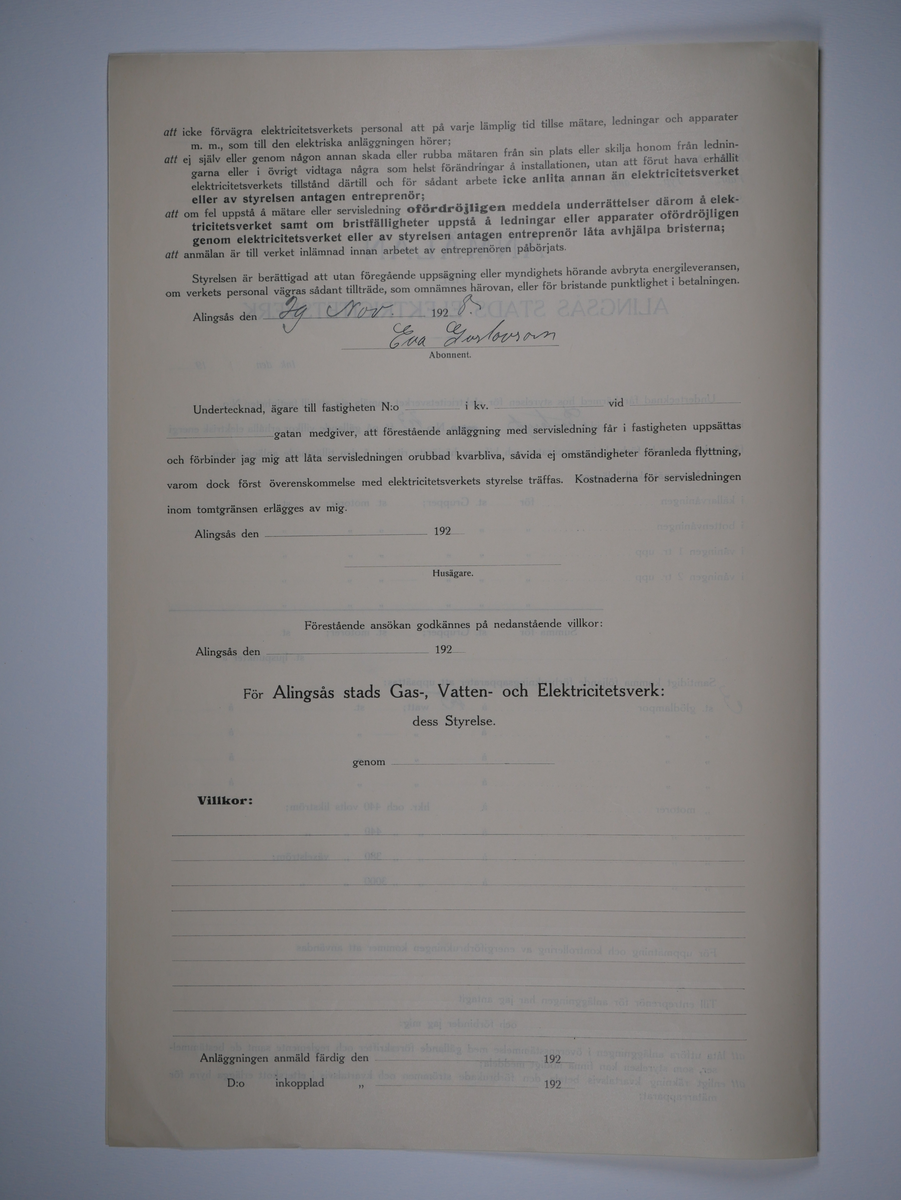 att icke förvägra elektricitetsverkets personal att på varje lämplig tid tillse mätare, ledningar och apparater
m. m., som till den elektriska anläggningen hörer;
att ej själv eller genom någon annan skada eller rubba mätaren från sin plats eller skilja honom från lednin-
garna eller i övrigt vidtaga några som helst förändringar å installationen, utan att förut hava erhållit
elektricitetsverkets tillstånd därtill och för sådant arbete icke anlita annan än elektricitetsverket
eller av styrelsen antagen entreprenör;
att om fel uppstå å mätare eller servisledning ofördröjligen meddela underrättelser därom å elek-
tricitetsverket samt om bristfälligheter uppstå å ledningar eller apparater ofördröjligen
genom elektricitetsverket eller av styrelsen antagen entreprenör låta avhjälpa bristerna;
att anmälan är till verket inlämnad innan arbetet av entreprenören påbörjats.
Styrelsen är berättigad att utan föregående uppsägning eller myndighets hörande avbryta energileveransen,
om verkets personal vägras sådant tillträde, som omnämnes härovan, eller för bristande punktlighet i betalningen.
Alingsås den 29 Nov. 1928.
Eva Gustavsson
Abonnent.
Undertecknad, ägare till fastigheten N:o i kv. vid
gatan medgiver, att förestående anläggning med servisledning får i fastigheten uppsättas
och förbinder jag mig att låta servisledningen orubbad kvarbliva, såvida ej omständigheter föranleda flyttning,
varom dock först överenskommelse med elektricitetsverkets styrelse träffas. Kostnaderna för servisledningen
inom tomtgränsen erlägges av mig.
Alingsås den 192
Husägare.
Förestående ansökan godkännes på nedanstående villkor:
Alingsås den 192
För Alingsås stads Gas-, Vatten- och Elektricitetsverk:
dess Styrelse.
genom
Villkor:
Anläggningen anmäld färdig den 192
D:o inkopplad „ 192